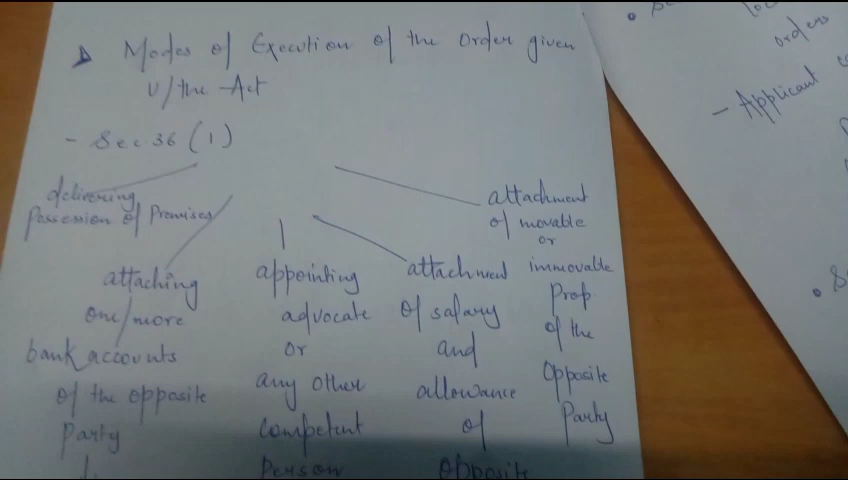 Modes of Execution of the Order given
U/the Act
- Sec 36 (1)
delivering
Possession of Premises
attaching
one/more
bank accounts
of the opposite
Party
appointing
advocate
or
any other
competent
Person
attachment
of salary
and
allowance
of
opposite
attachment
of movable
or
immovable
Prop
of the
Opposite
Party
orders
- Applicant